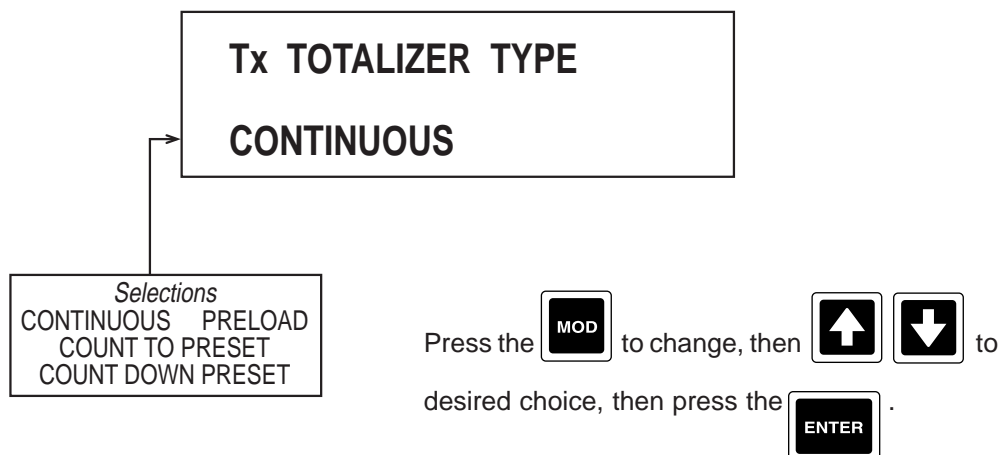 Tx TOTALIZER TYPE
CONTINUOUS
Selections
CONTINUOUS PRELOAD
COUNT TO PRESET
COUNT DOWN PRESET
Press the MOD to change, then to
desired choice, then press the ENTER .